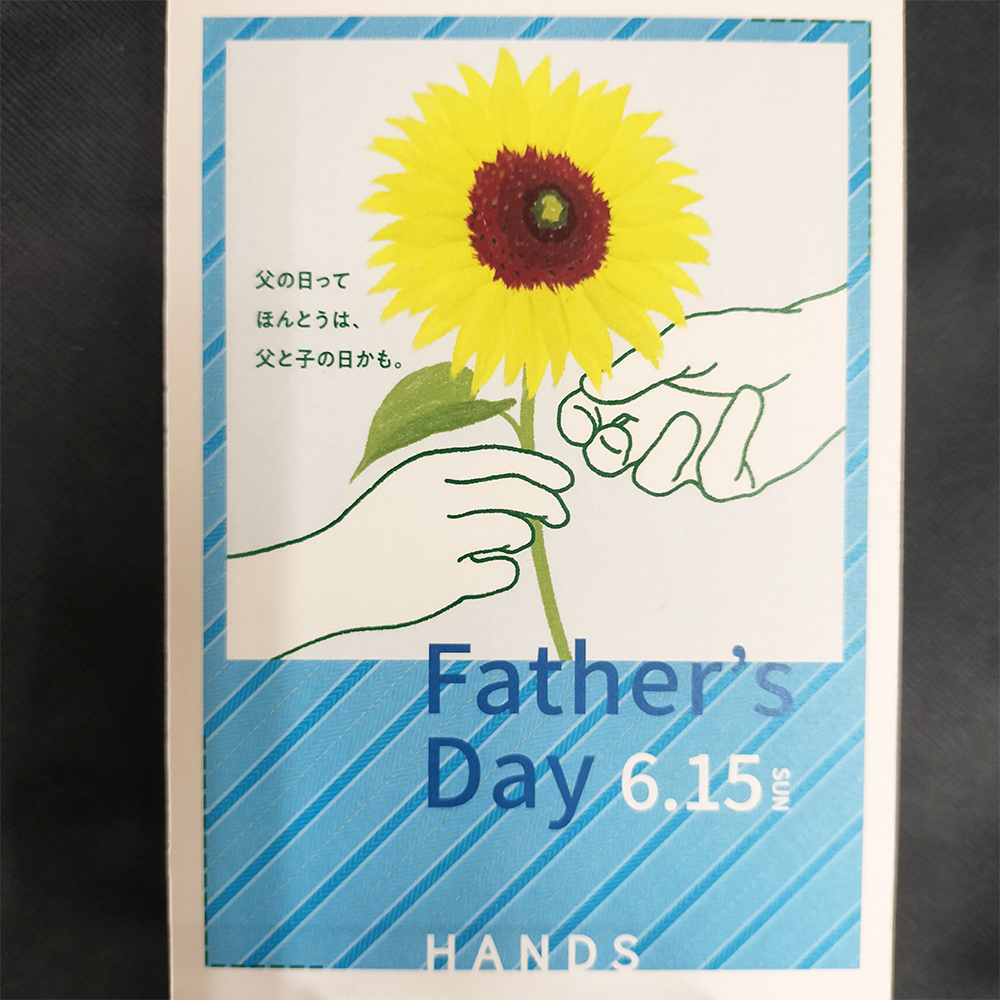 父の日って
ほんとうは、
父と子の日かも。
Father's
Day 6.15 SUN
HANDS